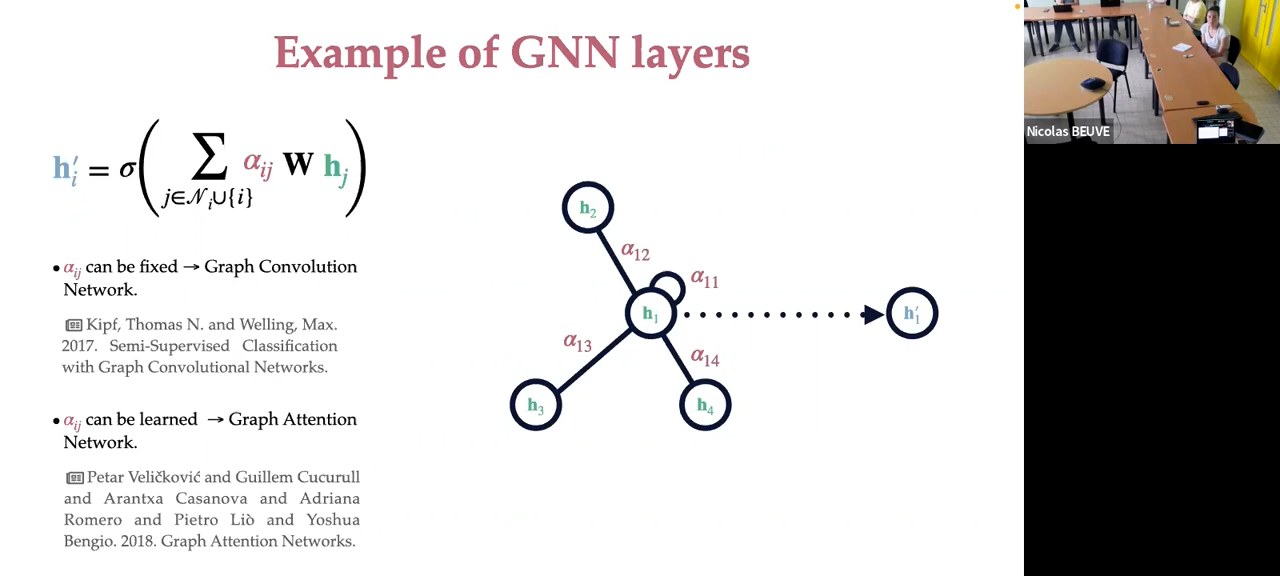 Example of GNN layers
h′ᵢ = σ( ∑ αᵢⱼ W hⱼ )
j∈𝒩ᵢ∪{i}
• αᵢⱼ can be fixed → Graph Convolution
Network.
Kipf, Thomas N. and Welling, Max.
2017. Semi-Supervised Classification
with Graph Convolutional Networks.
• αᵢⱼ can be learned → Graph Attention
Network.
Petar Veličković and Guillem Cucurull
and Arantxa Casanova and Adriana
Romero and Pietro Liò and Yoshua
Bengio. 2018. Graph Attention Networks.
h₂
α₁₂
α₁₁
h₁
h′₁
α₁₃
α₁₄
h₃
h₄
Nicolas BEUVE